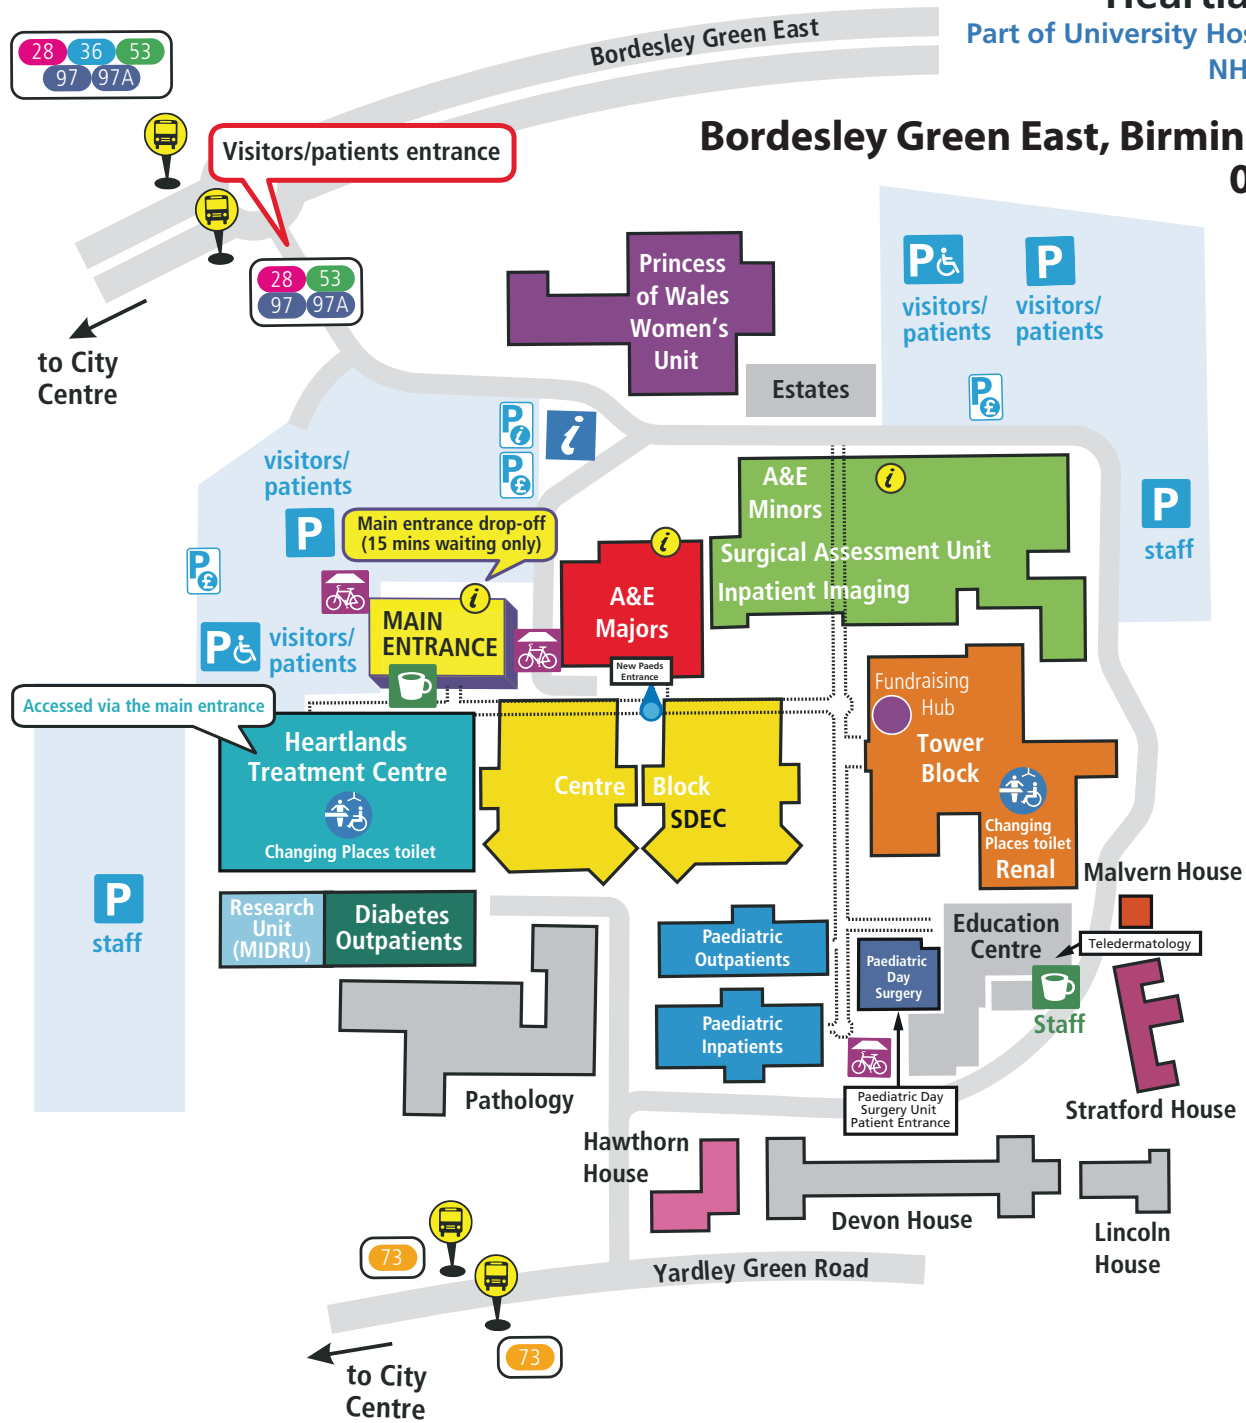 Part of University Hos
NH
Bordesley Green East, Birmin
28 36 53
97 97A
Bordesley Green East
Visitors/patients entrance
28 53
97 97A
to City
Centre
Princess
of Wales
Women's
Unit
Estates
P
visitors/
patients
P
visitors/
patients
P
£
P
i
i
P
£
visitors/
patients
P
P
£
Main entrance drop-off
(15 mins waiting only)
i
MAIN
ENTRANCE
P
visitors/
patients
i
A&E
Majors
New Paeds
Entrance
A&E
Minors
i
Surgical Assessment Unit
Inpatient Imaging
P
staff
Accessed via the main entrance
Heartlands
Treatment Centre
Changing Places toilet
Centre Block
SDEC
Fundraising
Hub
Tower
Block
Changing
Places toilet
Renal
Malvern House
P
staff
Research
Unit
(MIDRU)
Diabetes
Outpatients
Paediatric
Outpatients
Paediatric
Day
Surgery
Education
Centre
Teledermatology
Staff
Paediatric
Inpatients
Pathology
Paediatric Day
Surgery Unit
Patient Entrance
Stratford House
Hawthorn
House
Devon House
Lincoln
House
73
Yardley Green Road
73
to City
Centre